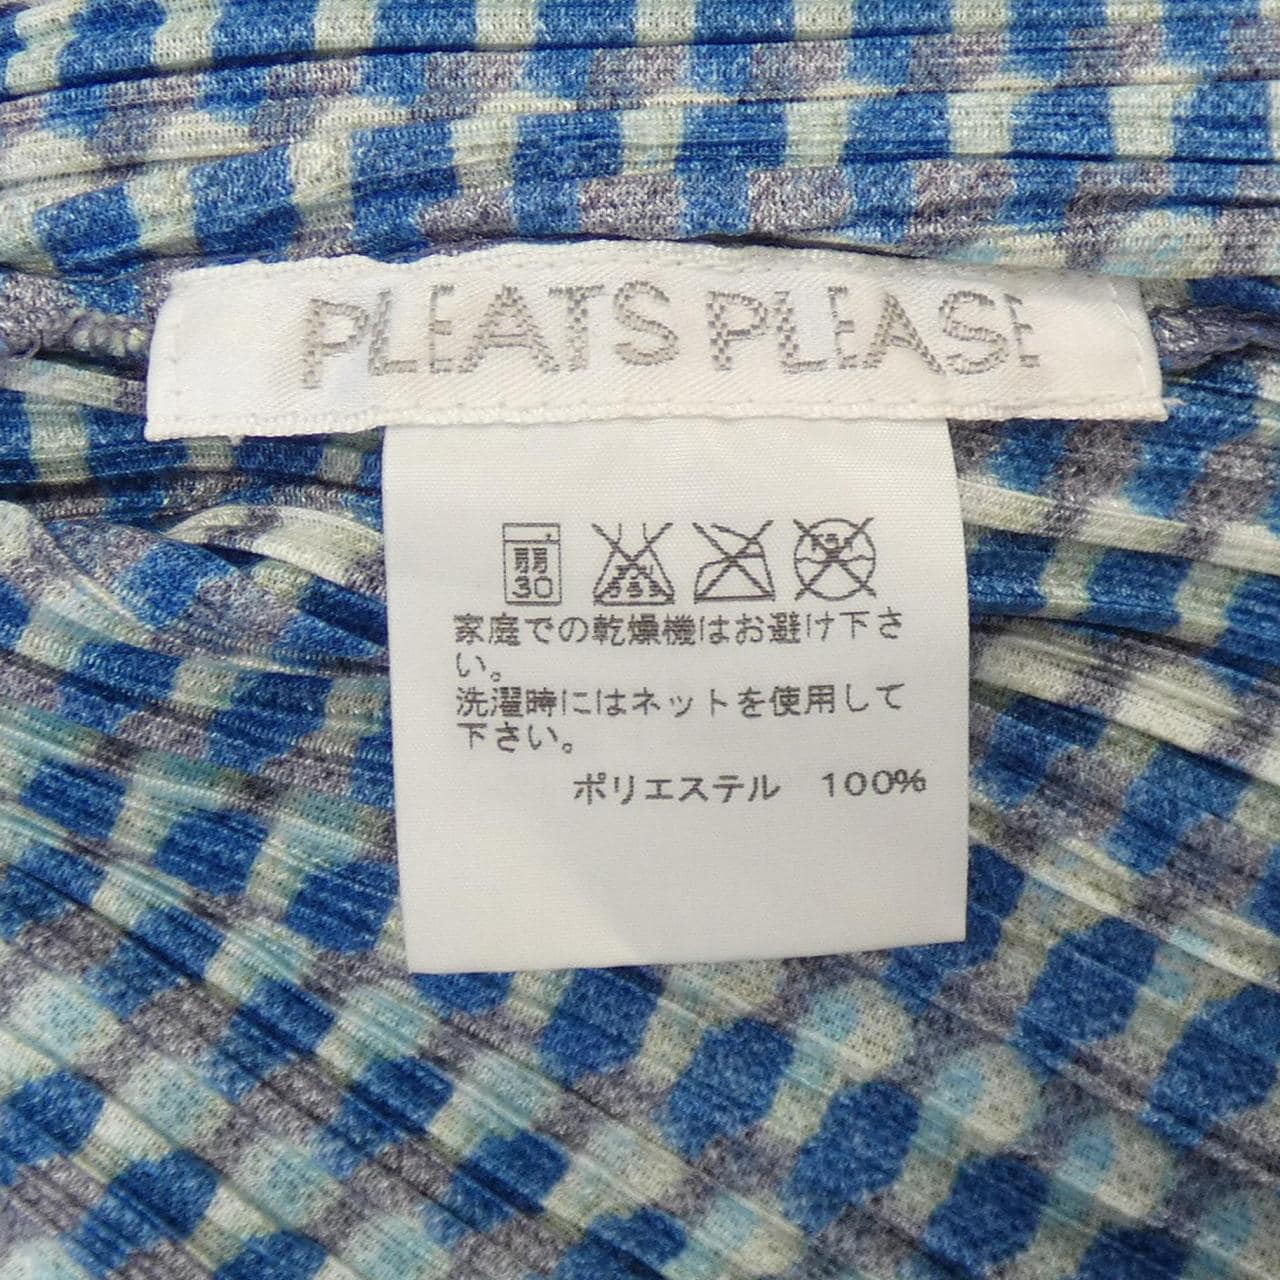 PLEATS PLEASE
弱
30
家庭での乾燥機はお避け下さ
い。
洗濯時にはネットを使用して
下さい。
ポリエステル 100%